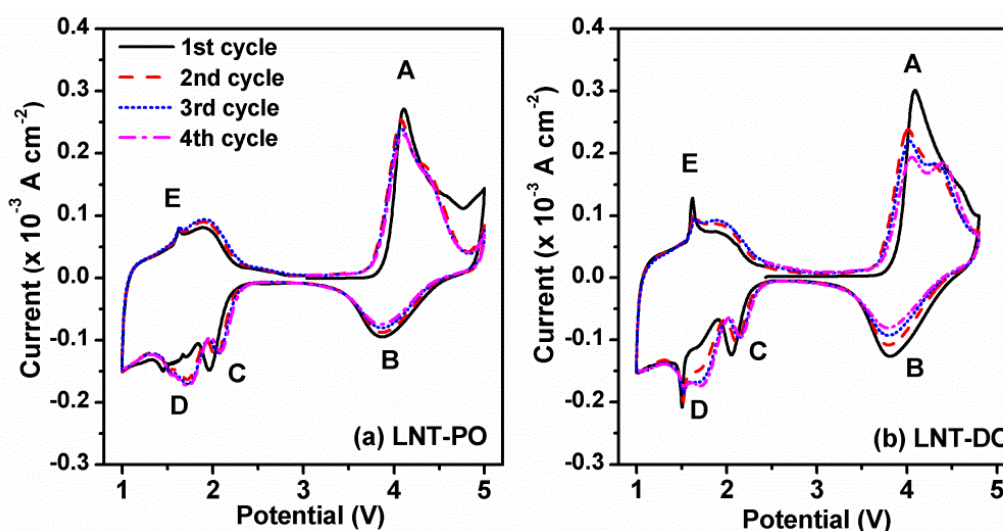 0.4
0.3
0.2
0.1
0.0
-0.1
-0.2
-0.3
Current (x 10⁻³ A cm⁻²)
1st cycle
2nd cycle
3rd cycle
4th cycle
A
E
B
C
D
(a) LNT-PO
1 2 3 4 5
Potential (V)
0.4
0.3
0.2
0.1
0.0
-0.1
-0.2
-0.3
Current (x 10⁻³ A cm⁻²)
A
E
B
C
D
(b) LNT-DO
1 2 3 4 5
Potential (V)